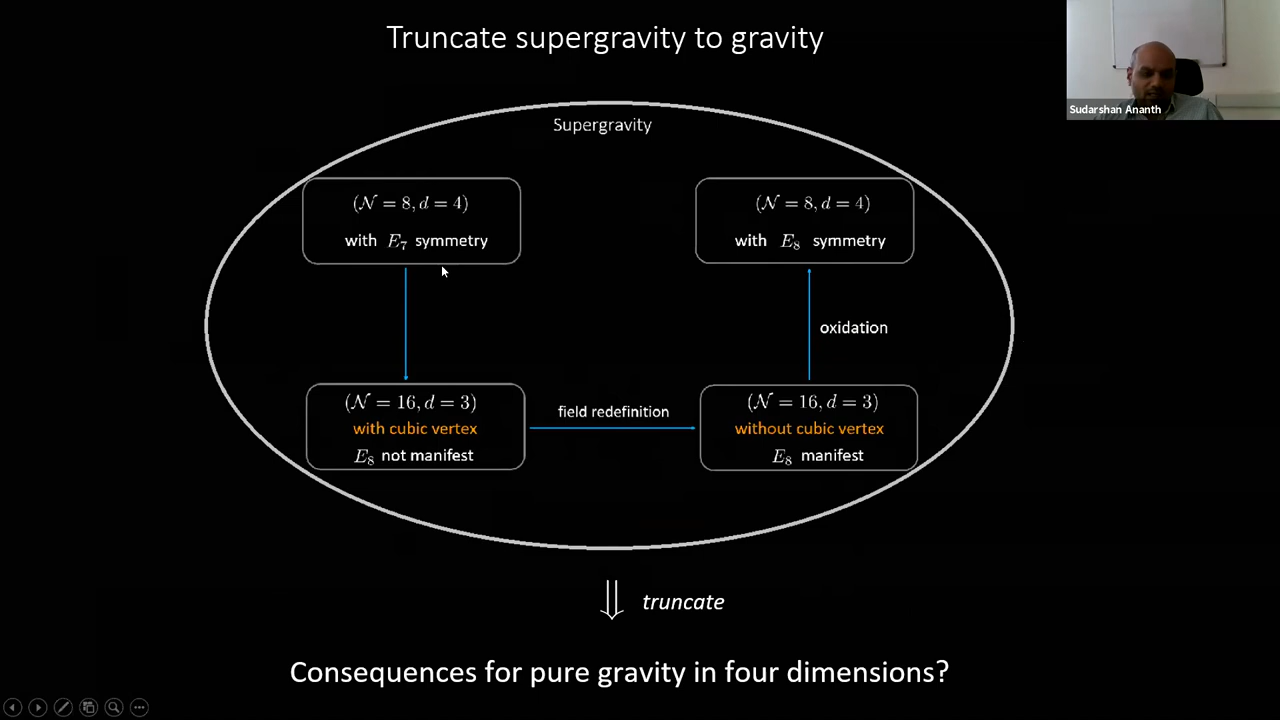 Truncate supergravity to gravity
Sudarshan Ananth
Supergravity
(𝒩 = 8, d = 4)
with E₇ symmetry
(𝒩 = 8, d = 4)
with E₈ symmetry
oxidation
(𝒩 = 16, d = 3)
with cubic vertex
E₈ not manifest
field redefinition
(𝒩 = 16, d = 3)
without cubic vertex
E₈ manifest
truncate
Consequences for pure gravity in four dimensions?